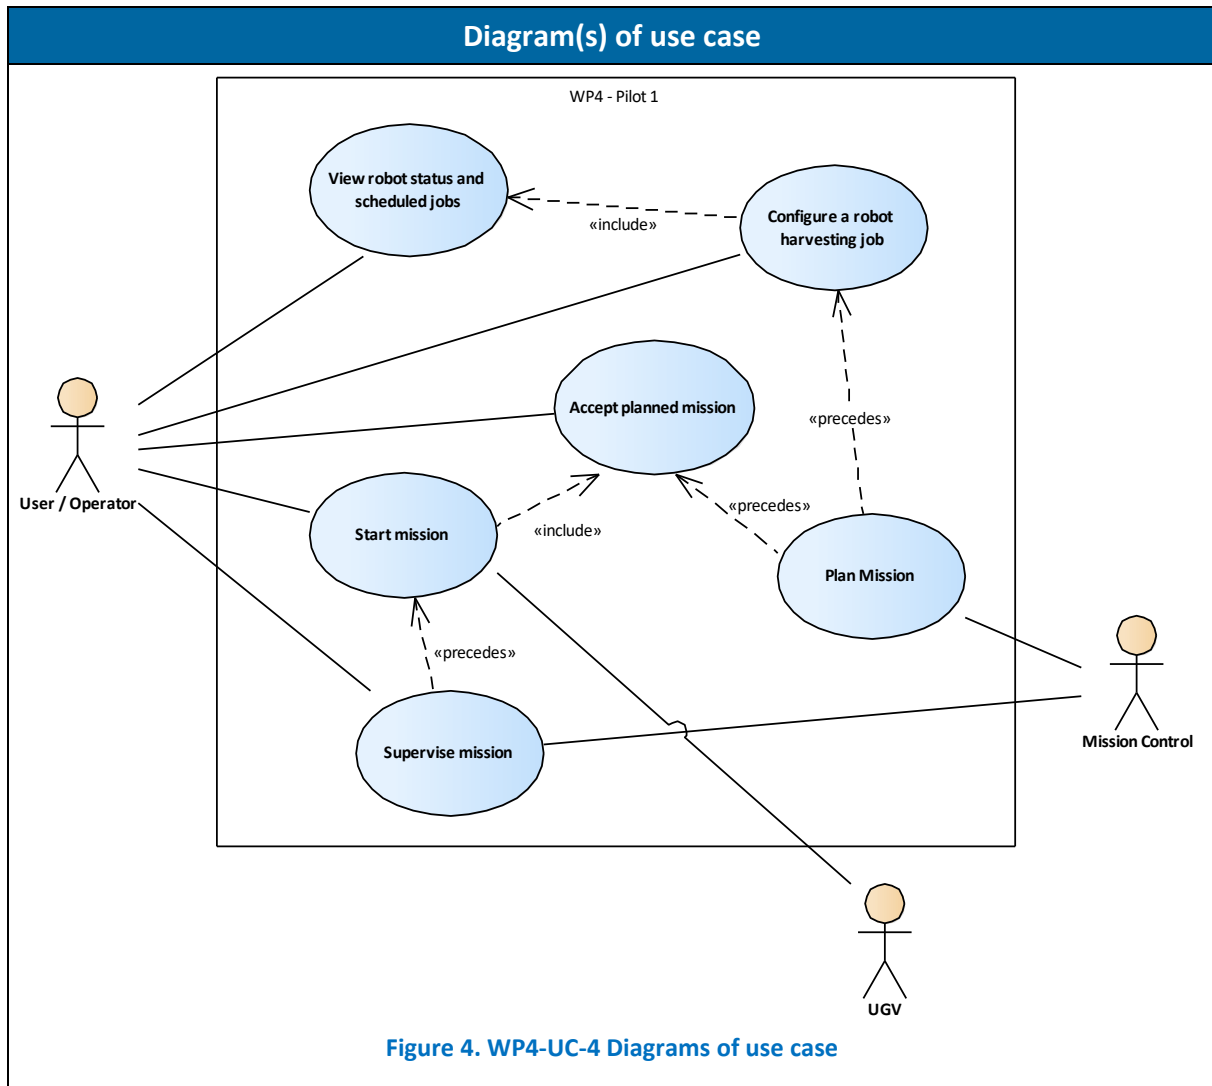 Diagram(s) of use case
WP4 - Pilot 1
View robot status and
scheduled jobs
«include»
Configure a robot
harvesting job
Accept planned mission
«precedes»
User / Operator
Start mission
«include»
«precedes»
Plan Mission
«precedes»
Supervise mission
Mission Control
UGV
Figure 4. WP4-UC-4 Diagrams of use case